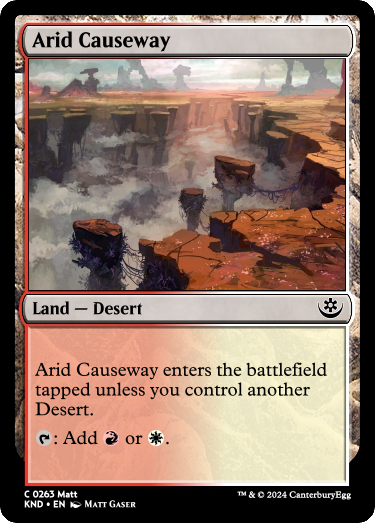 Arid Causeway
Land — Desert
Arid Causeway enters the battlefield
tapped unless you control another
Desert.
: Add or .
C 0263 Matt
KND • EN Matt Gaser
™ & © 2024 CanterburyEgg